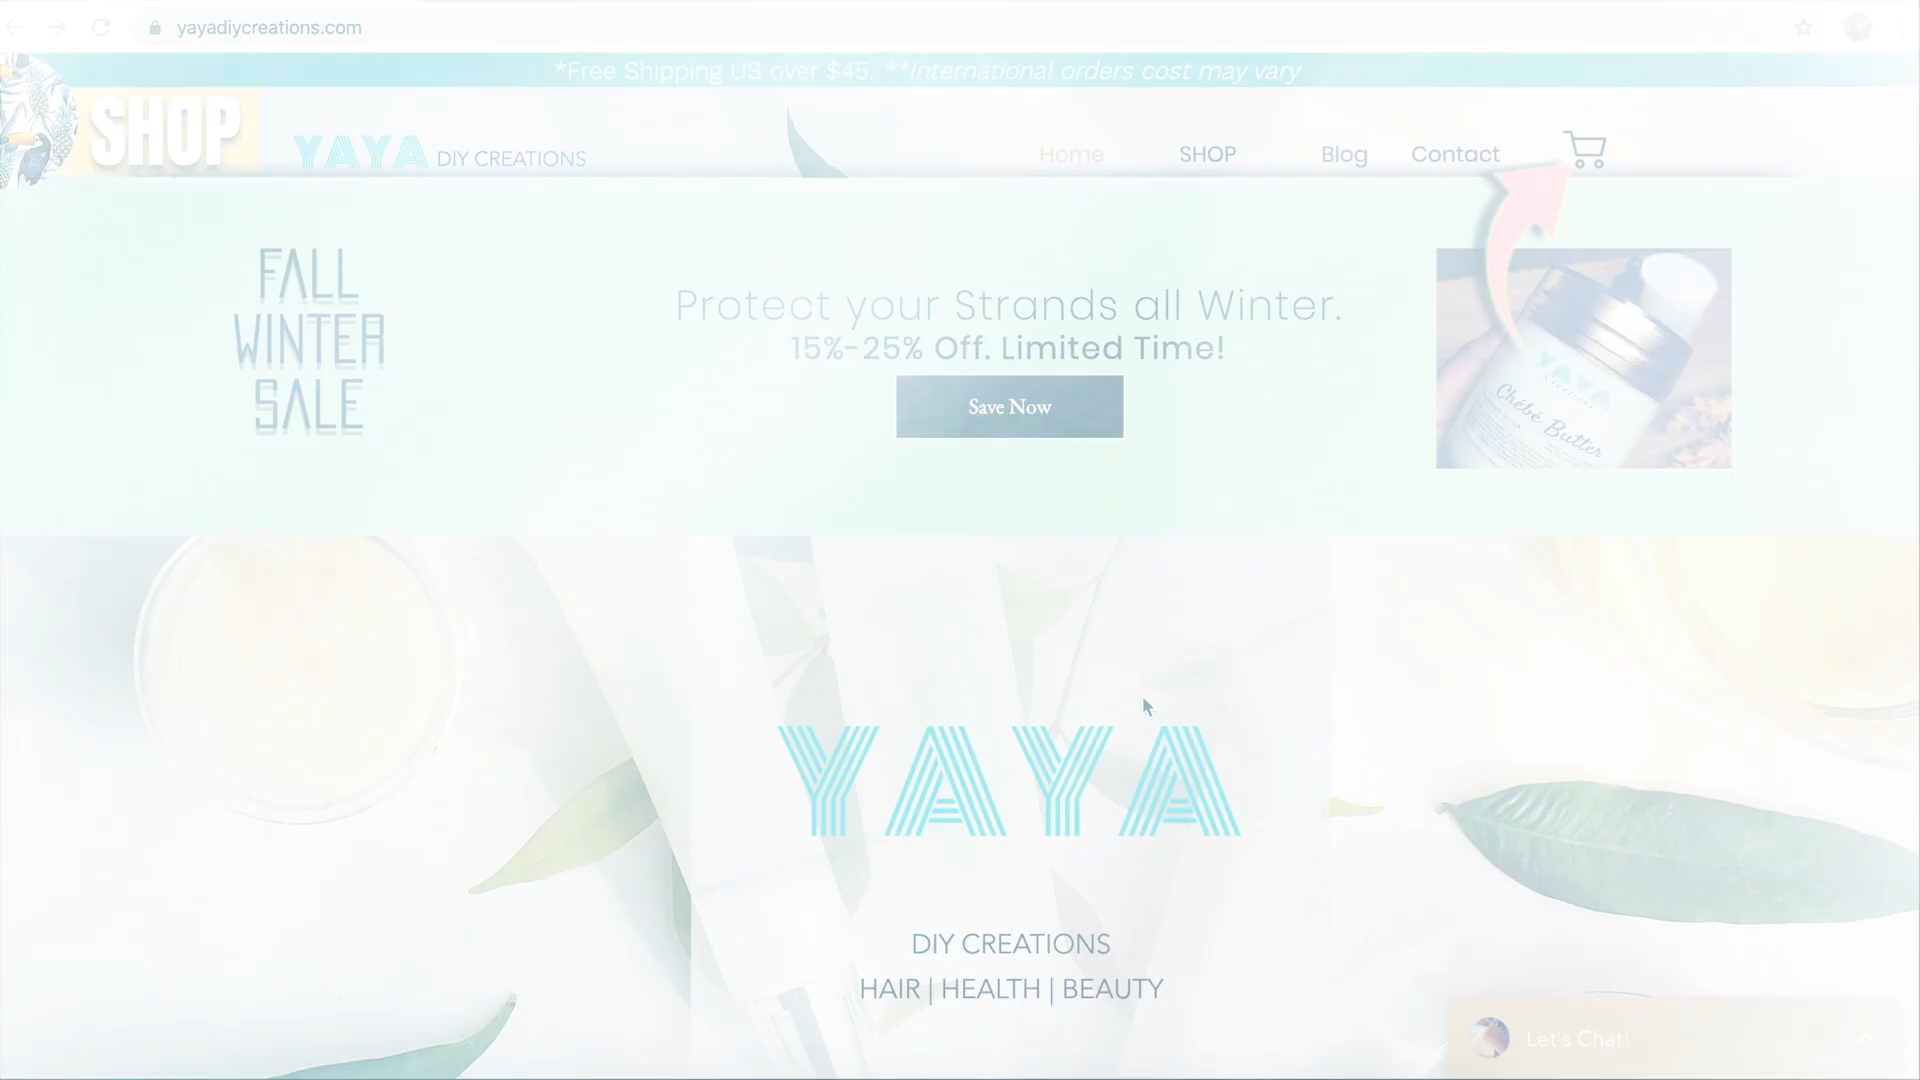 yayadiycreations.com
*Free Shipping US over $45. **International orders cost may vary
SHOP
YAYA DIY CREATIONS
Home
SHOP
Blog
Contact
FALL
WINTER
SALE
Protect your Strands all Winter.
15%-25% Off. Limited Time!
Save Now
YAYA
Creations
Chébé Butter
YAYA
DIY CREATIONS
HAIR | HEALTH | BEAUTY
Let's Chat!